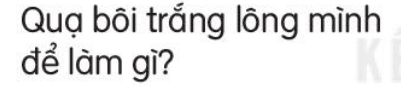 Quạ bôi trắng lông mình
để làm gì?